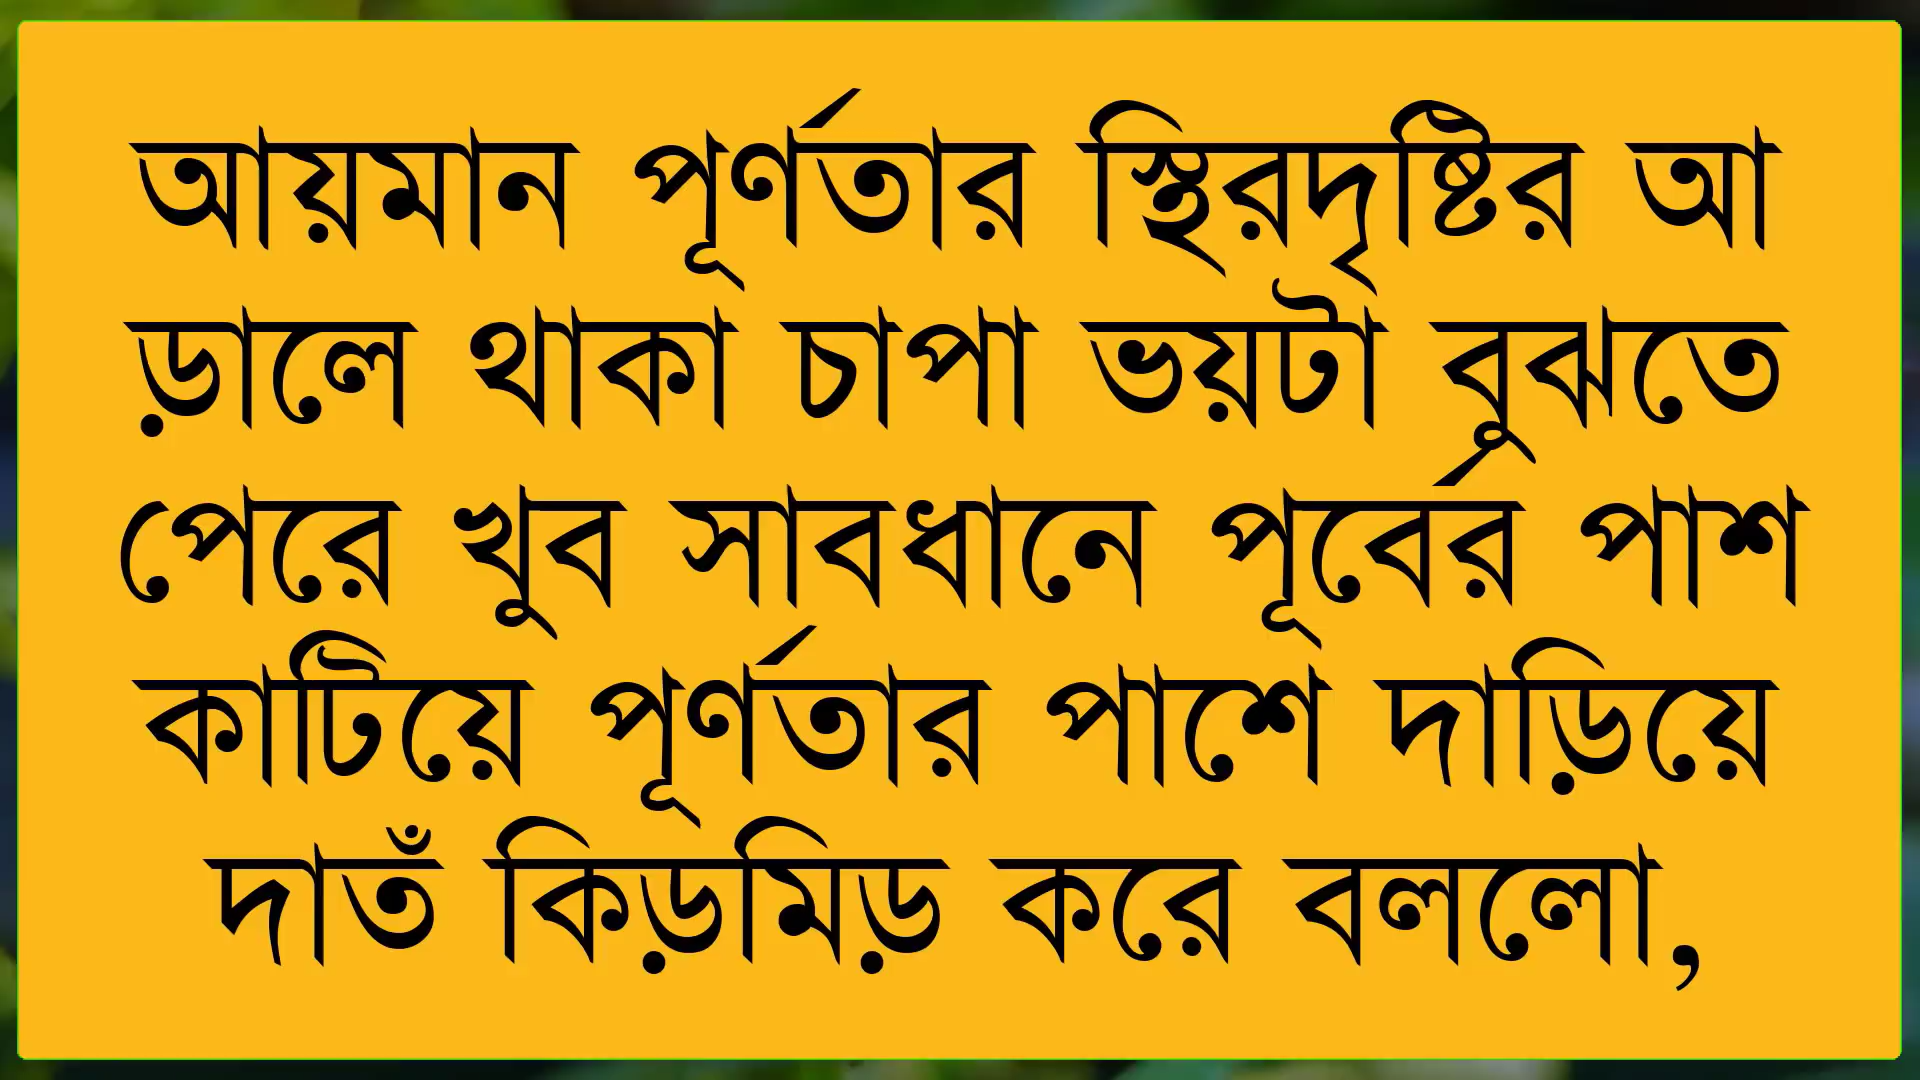 আয়মান পূর্ণতার স্থিরদৃষ্টির আ
ড়ালে থাকা চাপা ভয়টা বুঝতে
পেরে খুব সাবধানে পূর্বের পাশ
কাটিয়ে পূর্ণতার পাশে দাড়িয়ে
দাতঁ কিড়মিড় করে বললো,